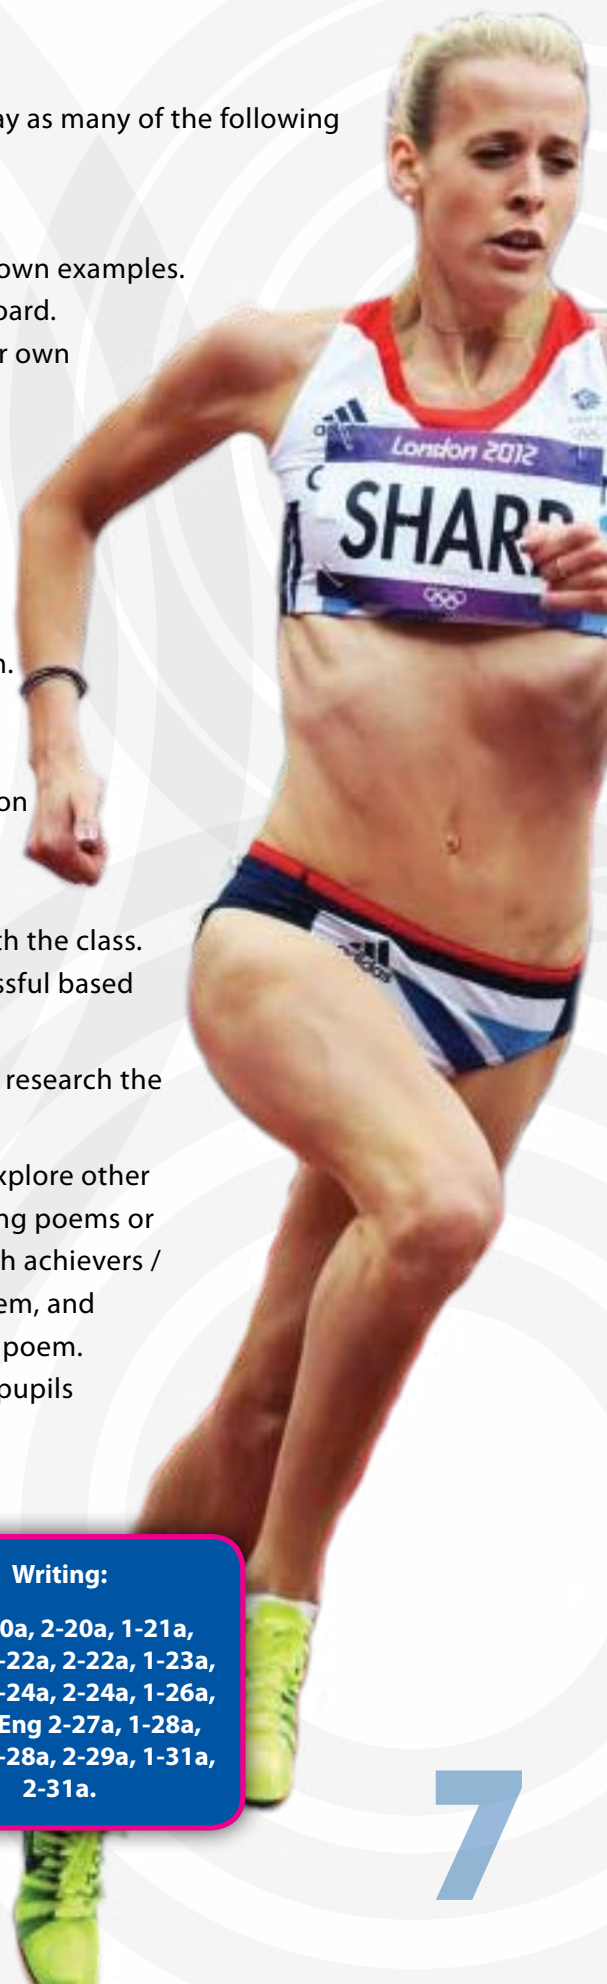 ay as many of the following
own examples.
oard.
r own
adidas
London 2012
SHARP
n.
on
th the class.
adidas
ssful based
research the
xplore other
ng poems or
h achievers /
em, and
poem.
pupils
Writing:
0a, 2-20a, 1-21a,
-22a, 2-22a, 1-23a,
-24a, 2-24a, 1-26a,
Eng 2-27a, 1-28a,
-28a, 2-29a, 1-31a,
2-31a.
7